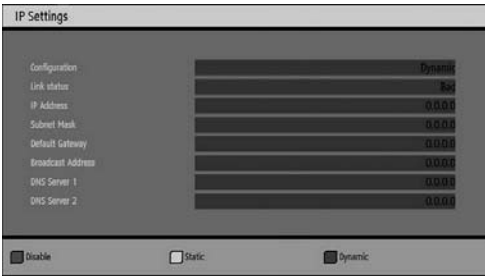 IP Settings
Configuration Dynamic
Link status Bad
IP Address 0.0.0.0
Subnet Mask 0.0.0.0
Default Gateway 0.0.0.0
Broadcast Address 0.0.0.0
DNS Server 1 0.0.0.0
DNS Server 2 0.0.0.0
Disable Static Dynamic